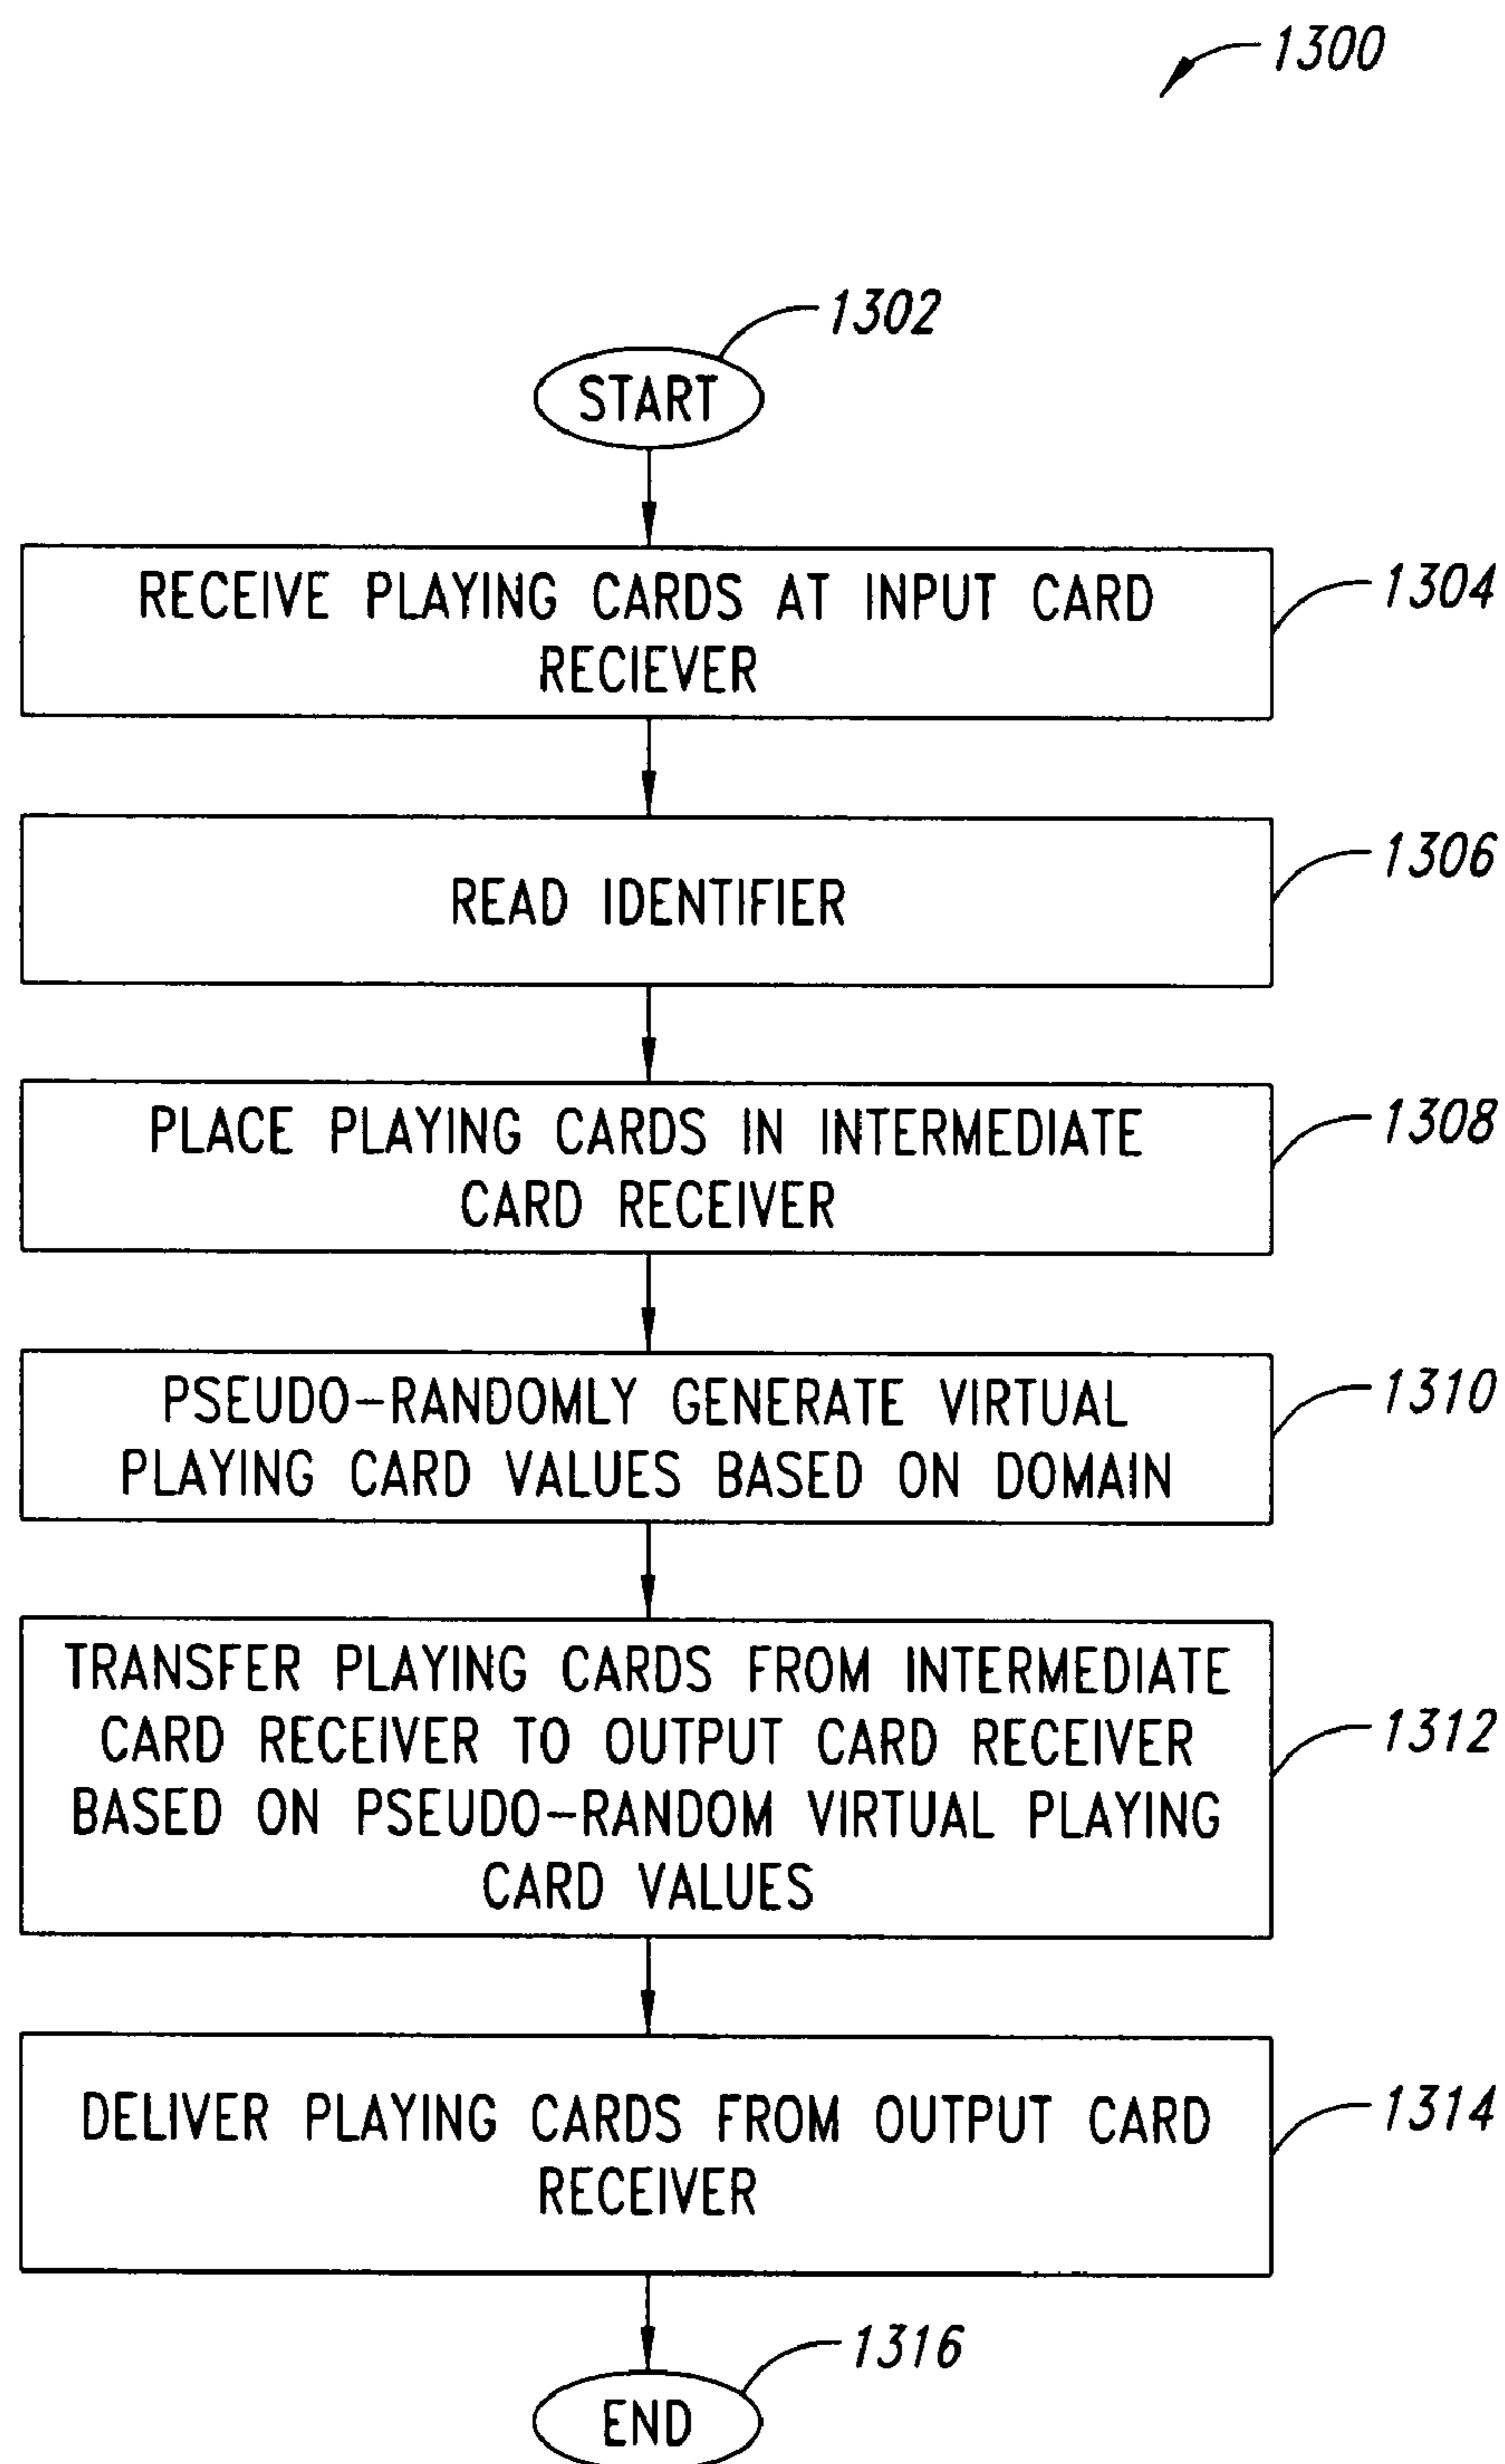 1300
1302
START
RECEIVE PLAYING CARDS AT INPUT CARD
RECIEVER
1304
READ IDENTIFIER
1306
PLACE PLAYING CARDS IN INTERMEDIATE
CARD RECEIVER
1308
PSEUDO-RANDOMLY GENERATE VIRTUAL
PLAYING CARD VALUES BASED ON DOMAIN
1310
TRANSFER PLAYING CARDS FROM INTERMEDIATE
CARD RECEIVER TO OUTPUT CARD RECEIVER
BASED ON PSEUDO-RANDOM VIRTUAL PLAYING
CARD VALUES
1312
DELIVER PLAYING CARDS FROM OUTPUT CARD
RECEIVER
1314
1316
END